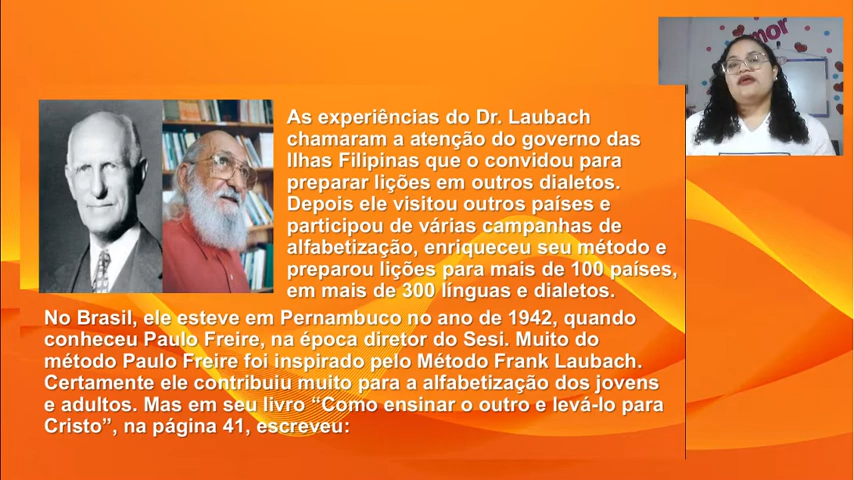 mor
As experiências do Dr. Laubach
chamaram a atenção do governo das
Ilhas Filipinas que o convidou para
preparar lições em outros dialetos.
Depois ele visitou outros países e
participou de várias campanhas de
alfabetização, enriqueceu seu método e
preparou lições para mais de 100 países,
em mais de 300 línguas e dialetos.
No Brasil, ele esteve em Pernambuco no ano de 1942, quando
conheceu Paulo Freire, na época diretor do Sesi. Muito do
método Paulo Freire foi inspirado pelo Método Frank Laubach.
Certamente ele contribuiu muito para a alfabetização dos jovens
e adultos. Mas em seu livro “Como ensinar o outro e levá-lo para
Cristo”, na página 41, escreveu: